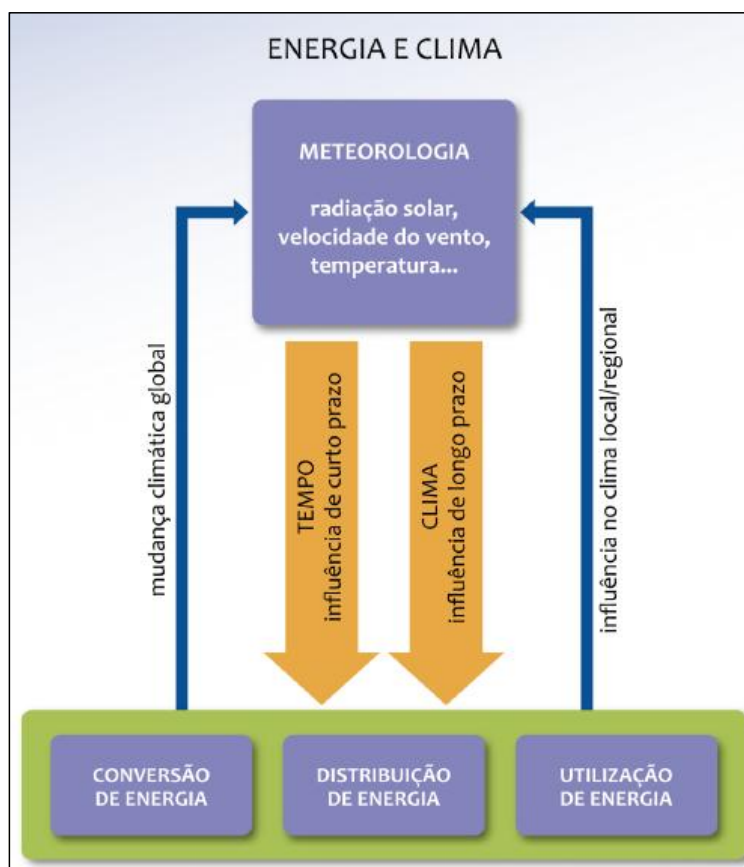 ENERGIA E CLIMA
METEOROLOGIA
radiação solar,
velocidade do vento,
temperatura...
mudança climática global
TEMPO
influência de curto prazo
CLIMA
influência de longo prazo
influência no clima local/regional
CONVERSÃO
DE ENERGIA
DISTRIBUIÇÃO
DE ENERGIA
UTILIZAÇÃO
DE ENERGIA